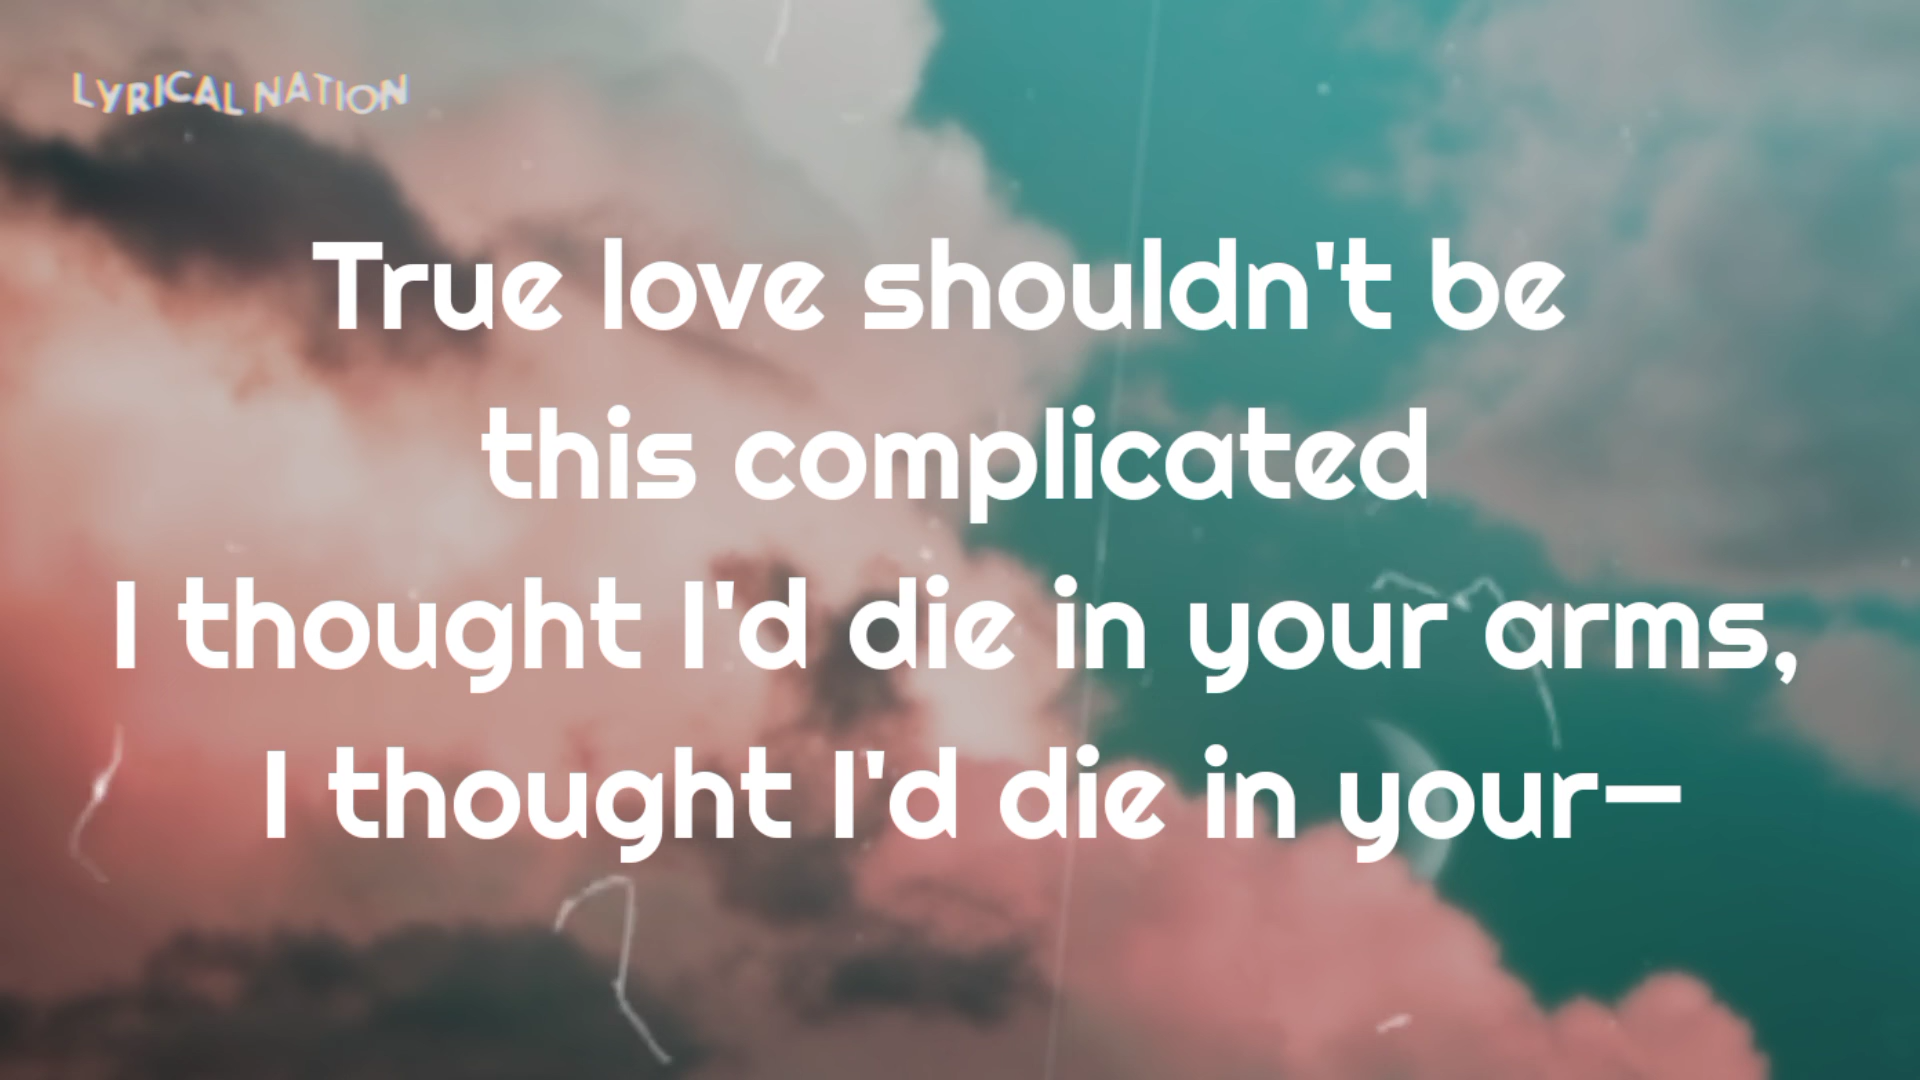 LYRICAL NATION
True love shouldn't be
this complicated
I thought I'd die in your arms,
I thought I'd die in your—